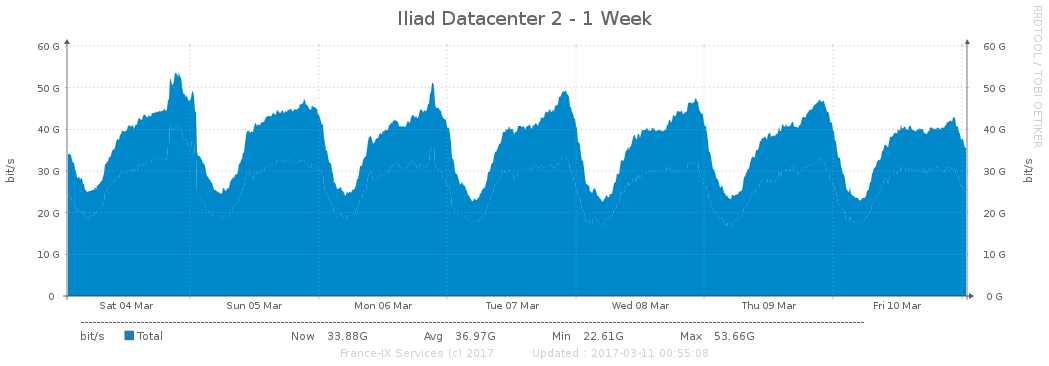 Iliad Datacenter 2 - 1 Week
RRDTOOL / TOBI OETIKER
60 G 60 G
50 G 50 G
40 G 40 G
30 G 30 G
20 G 20 G
10 G 10 G
0 0 G
bit/s bit/s
Sat 04 Mar Sun 05 Mar Mon 06 Mar Tue 07 Mar Wed 08 Mar Thu 09 Mar Fri 10 Mar
bit/s Total Now 33.88G Avg 36.97G Min 22.61G Max 53.66G
France-IX Services (c) 2017 Updated : 2017-03-11 00:55:08